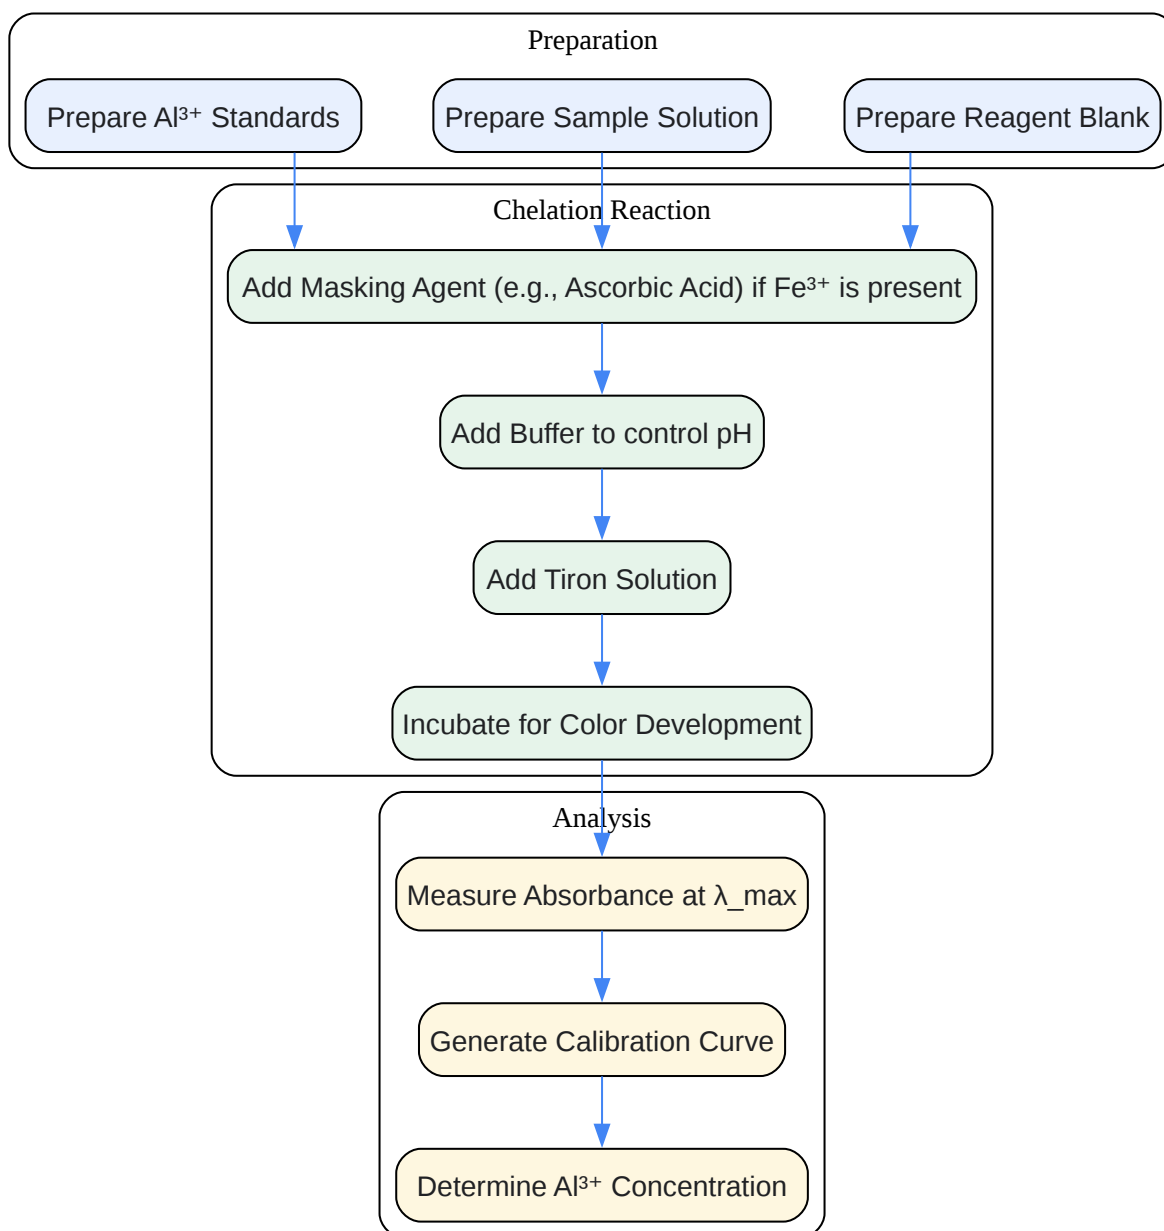 Preparation
Prepare Al³⁺ Standards
Prepare Sample Solution
Prepare Reagent Blank
Chelation Reaction
Add Masking Agent (e.g., Ascorbic Acid) if Fe³⁺ is present
Add Buffer to control pH
Add Tiron Solution
Incubate for Color Development
Analysis
Measure Absorbance at λ_max
Generate Calibration Curve
Determine Al³⁺ Concentration